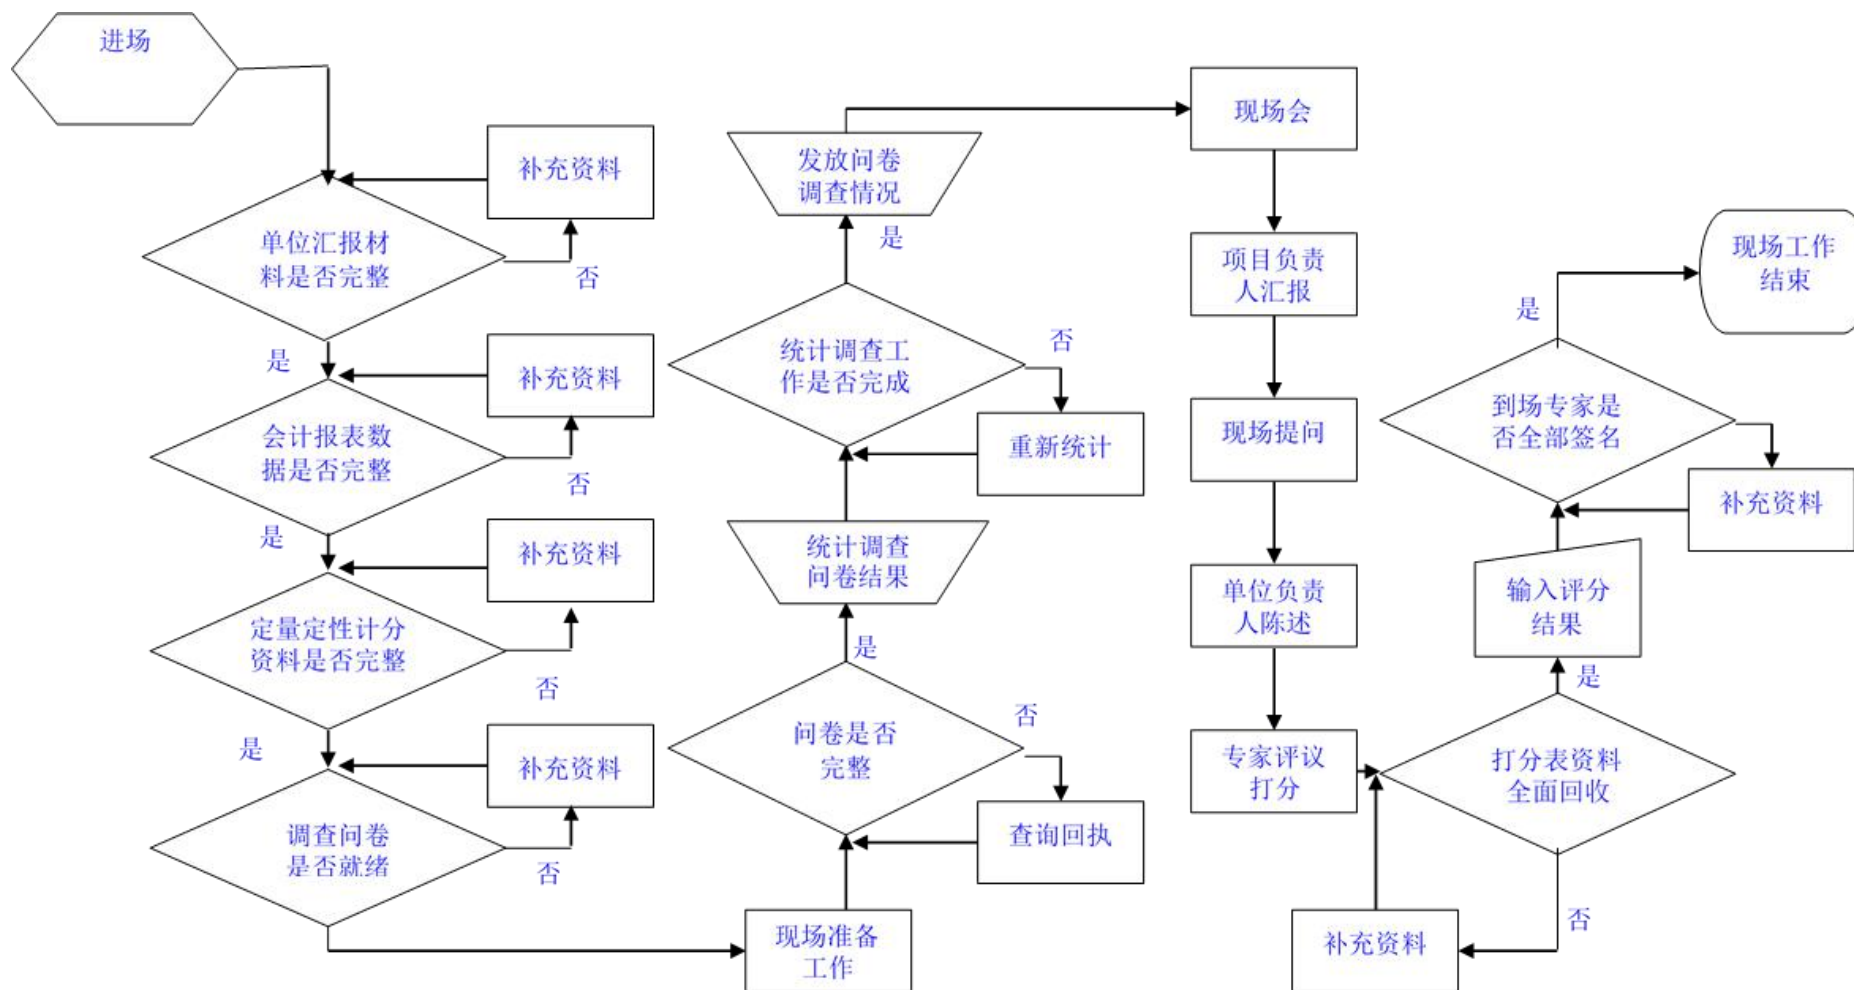 进场
补充资料
单位汇报材
料是否完整
否
是
补充资料
会计报表数
据是否完整
否
是
补充资料
定量定性计分
资料是否完整
否
是
补充资料
调查问卷
是否就绪
否
现场准备
工作
问卷是否
完整
否
查询回执
是
统计调查
问卷结果
统计调查工
作是否完成
否
重新统计
是
发放问卷
调查情况
现场会
项目负责
人汇报
现场提问
单位负责
人陈述
专家评议
打分
打分表资料
全面回收
否
补充资料
是
输入评分
结果
到场专家是
否全部签名
补充资料
是
现场工作
结束